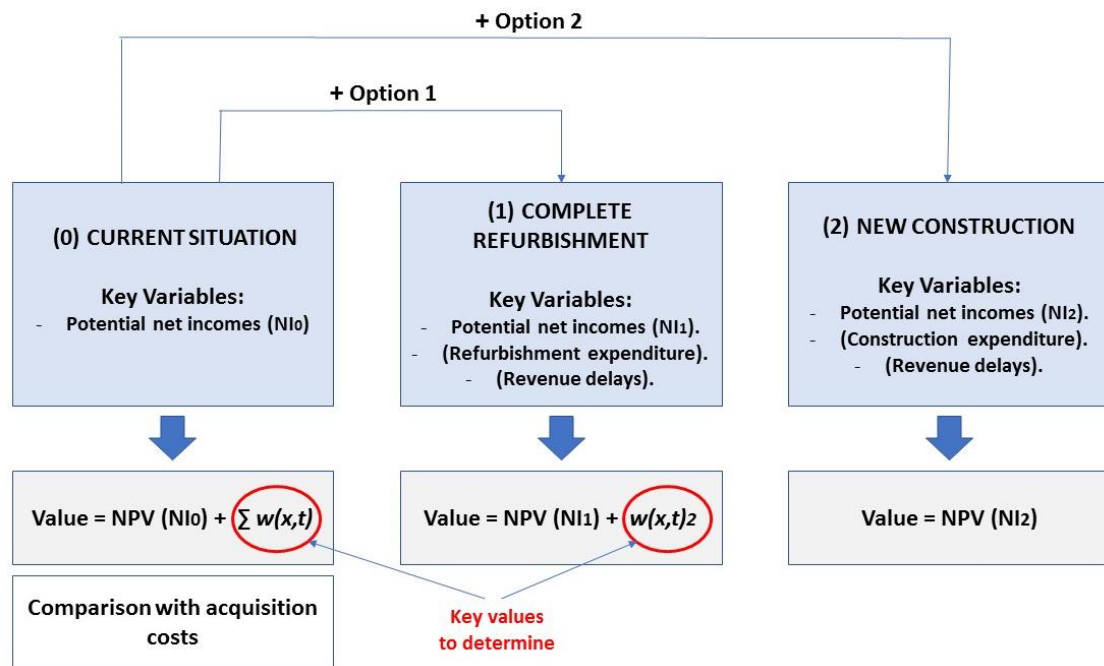 + Option 2
+ Option 1
(0) CURRENT SITUATION
Key Variables:
- Potential net incomes (NI0)
(1) COMPLETE
REFURBISHMENT
Key Variables:
- Potential net incomes (NI1).
- (Refurbishment expenditure).
- (Revenue delays).
(2) NEW CONSTRUCTION
Key Variables:
- Potential net incomes (NI2).
- (Construction expenditure).
- (Revenue delays).
Value = NPV (NI0) + ∑ w(x,t)
Value = NPV (NI1) + w(x,t)2
Value = NPV (NI2)
Comparison with acquisition
costs
Key values
to determine